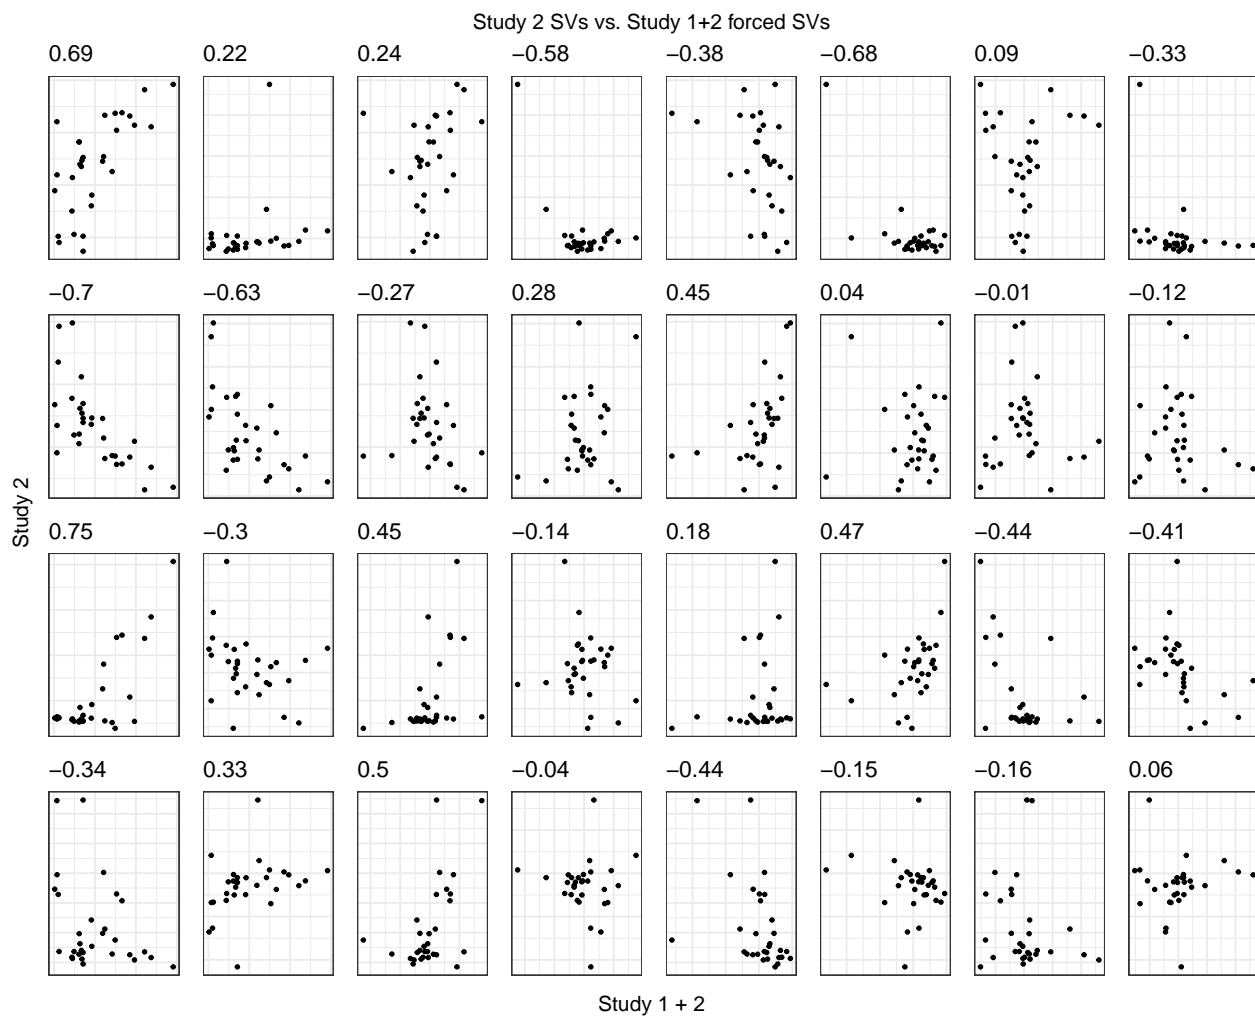 Study 2 SVs vs. Study 1+2 forced SVs
0.69 0.22 0.24 −0.58 −0.38 −0.68 0.09 −0.33
−0.7 −0.63 −0.27 0.28 0.45 0.04 −0.01 −0.12
Study 2
0.75 −0.3 0.45 −0.14 0.18 0.47 −0.44 −0.41
−0.34 0.33 0.5 −0.04 −0.44 −0.15 −0.16 0.06
Study 1 + 2